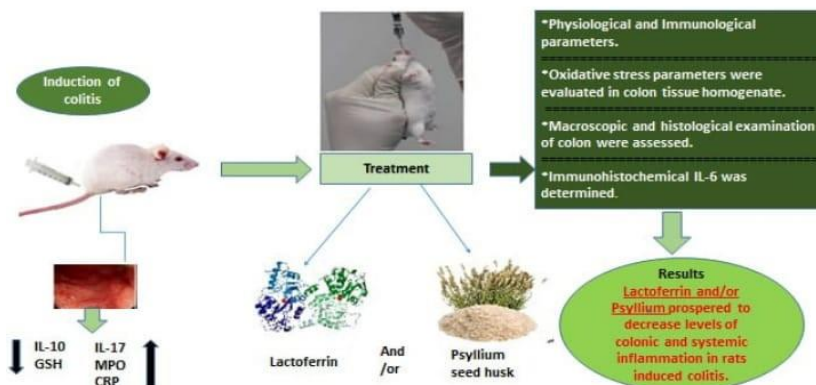 Induction of
colitis
IL-10
GSH
IL-17
MPO
CRP
Treatment
Lactoferrin
And
/or
Psyllium
seed husk
*Physiological and Immunological
parameters.
*Oxidative stress parameters were
evaluated in colon tissue homogenate.
*Macroscopic and histological examination
of colon were assessed.
*Immunohistochemical IL-6 was
determined.
Results
Lactoferrin and/or
Psyllium prospered to
decrease levels of
colonic and systemic
inflammation in rats
induced colitis.